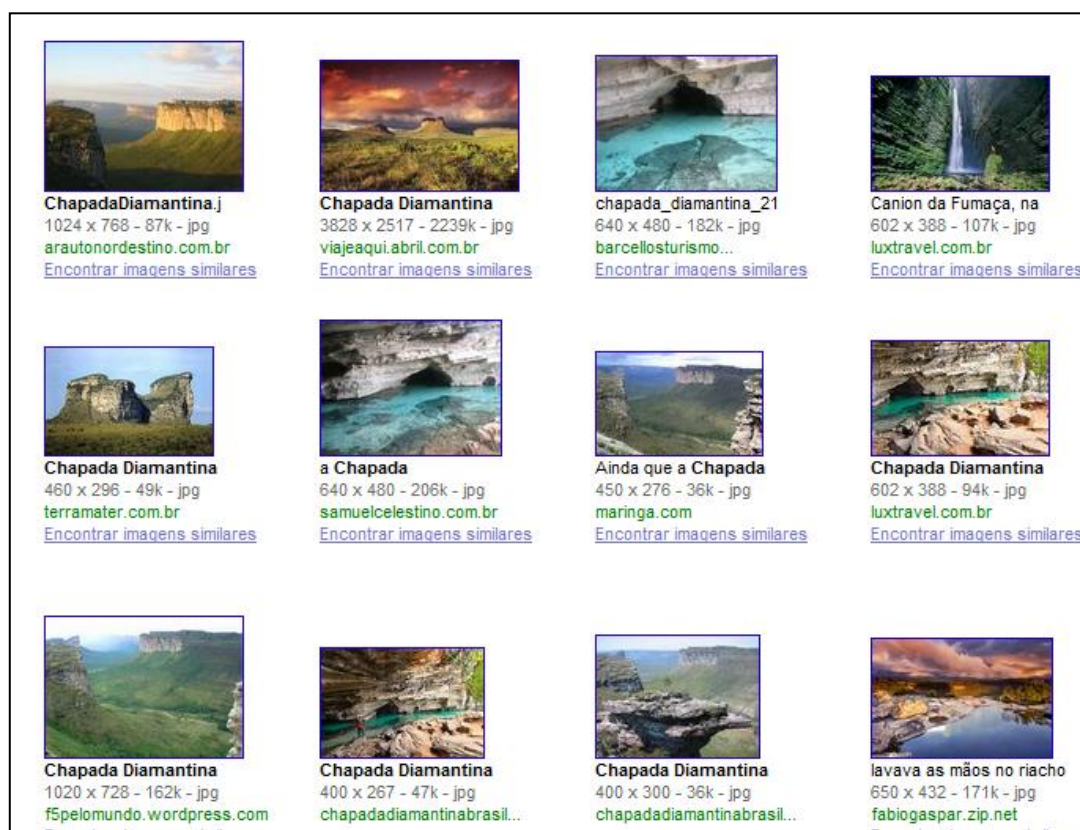 ChapadaDiamantina.j
1024 x 768 - 87k - jpg
arautonordestino.com.br
Encontrar imagens similares
Chapada Diamantina
3828 x 2517 - 2239k - jpg
viajeaqui.abril.com.br
Encontrar imagens similares
chapada_diamantina_21
640 x 480 - 182k - jpg
barcellosturismo...
Encontrar imagens similares
Canion da Fumaça, na
602 x 388 - 107k - jpg
luxtravel.com.br
Encontrar imagens similares
Chapada Diamantina
460 x 296 - 49k - jpg
terramater.com.br
Encontrar imagens similares
a Chapada
640 x 480 - 206k - jpg
samuelcelestino.com.br
Encontrar imagens similares
Ainda que a Chapada
450 x 276 - 36k - jpg
maringa.com
Encontrar imagens similares
Chapada Diamantina
602 x 388 - 94k - jpg
luxtravel.com.br
Encontrar imagens similares
Chapada Diamantina
1020 x 728 - 162k - jpg
f5pelomundo.wordpress.com
Chapada Diamantina
400 x 267 - 47k - jpg
chapadadiamantinabrasil...
Chapada Diamantina
400 x 300 - 36k - jpg
chapadadiamantinabrasil...
lavava as mãos no riacho
650 x 432 - 171k - jpg
fabiogaspar.zip.net